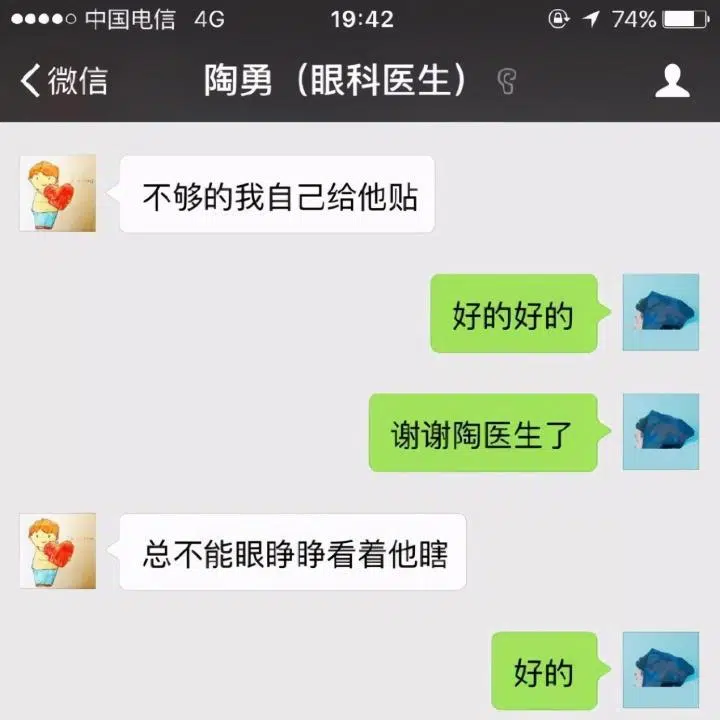 中国电信 4G 19:42 74%
微信 陶勇（眼科医生）
不够的我自己给他贴
好的好的
谢谢陶医生了
总不能眼睁睁看着他瞎
好的